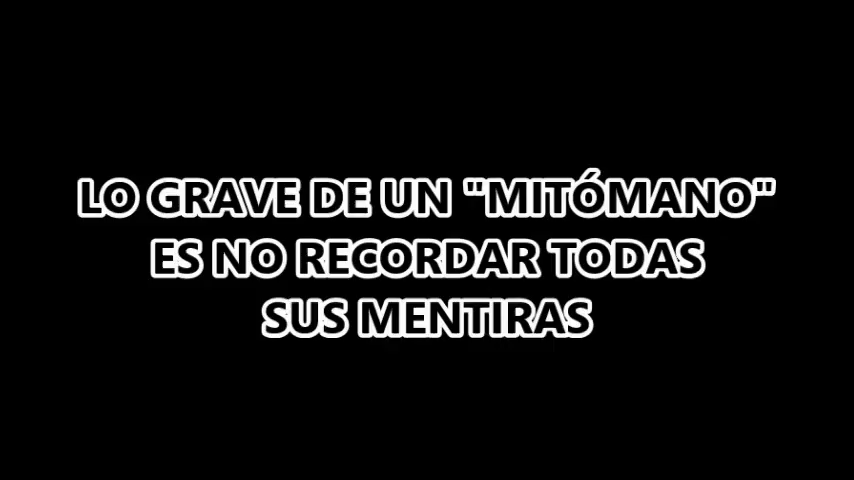 LO GRAVE DE UN "MITÓMANO"
ES NO RECORDAR TODAS
SUS MENTIRAS